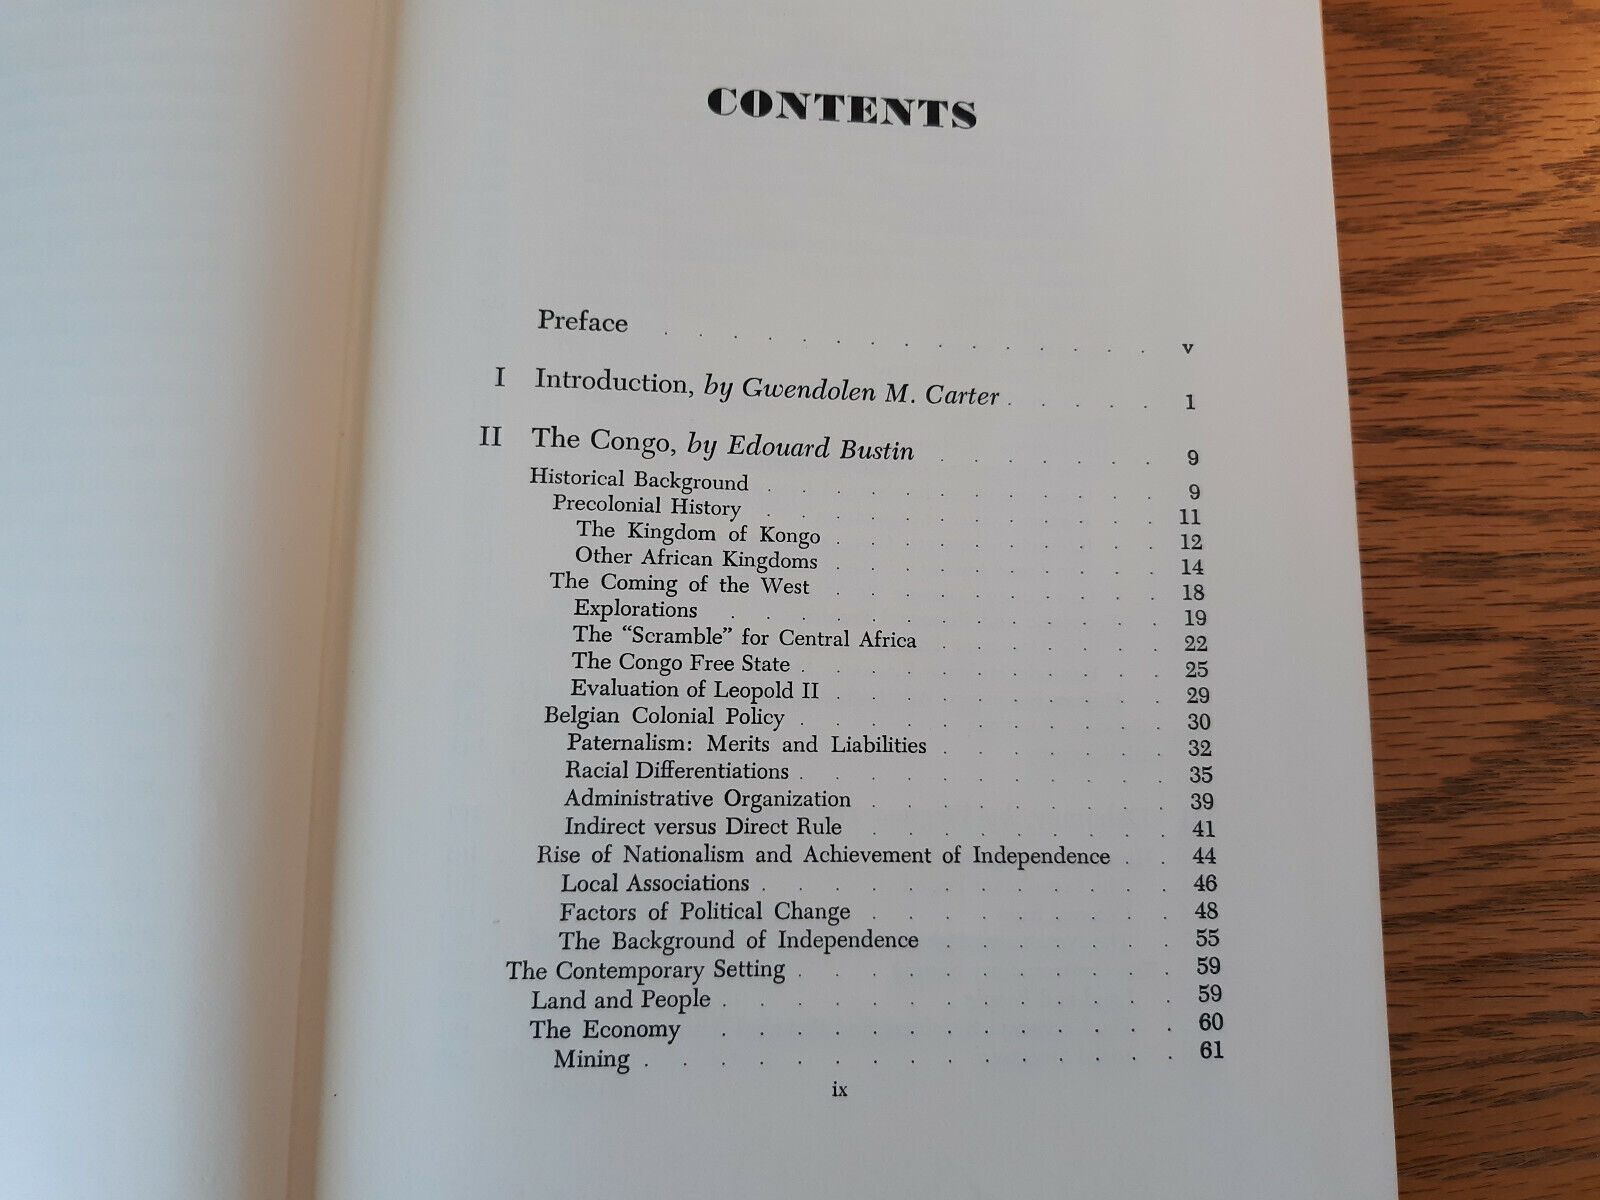 CONTENTS
Preface . . . . . . . . . . . . . . . v
I Introduction, by Gwendolen M. Carter . . . . . 1
II The Congo, by Edouard Bustin . . . . . . . 9
Historical Background . . . . . . . . . . . . 9
Precolonial History . . . . . . . . . . . . 11
The Kingdom of Kongo . . . . . . . . . . 12
Other African Kingdoms . . . . . . . . . . 14
The Coming of the West . . . . . . . . . . 18
Explorations . . . . . . . . . . . . . 19
The “Scramble” for Central Africa . . . . . . . 22
The Congo Free State . . . . . . . . . . . 25
Evaluation of Leopold II . . . . . . . . . . 29
Belgian Colonial Policy . . . . . . . . . . . 30
Paternalism: Merits and Liabilities . . . . . . . 32
Racial Differentiations . . . . . . . . . . . 35
Administrative Organization . . . . . . . . . 39
Indirect versus Direct Rule . . . . . . . . . 41
Rise of Nationalism and Achievement of Independence . . 44
Local Associations . . . . . . . . . . . . 46
Factors of Political Change . . . . . . . . . 48
The Background of Independence . . . . . . . 55
The Contemporary Setting . . . . . . . . . . . 59
Land and People . . . . . . . . . . . . . 59
The Economy . . . . . . . . . . . . . 60
Mining . . . . . . . . . . . . . . . 61
ix